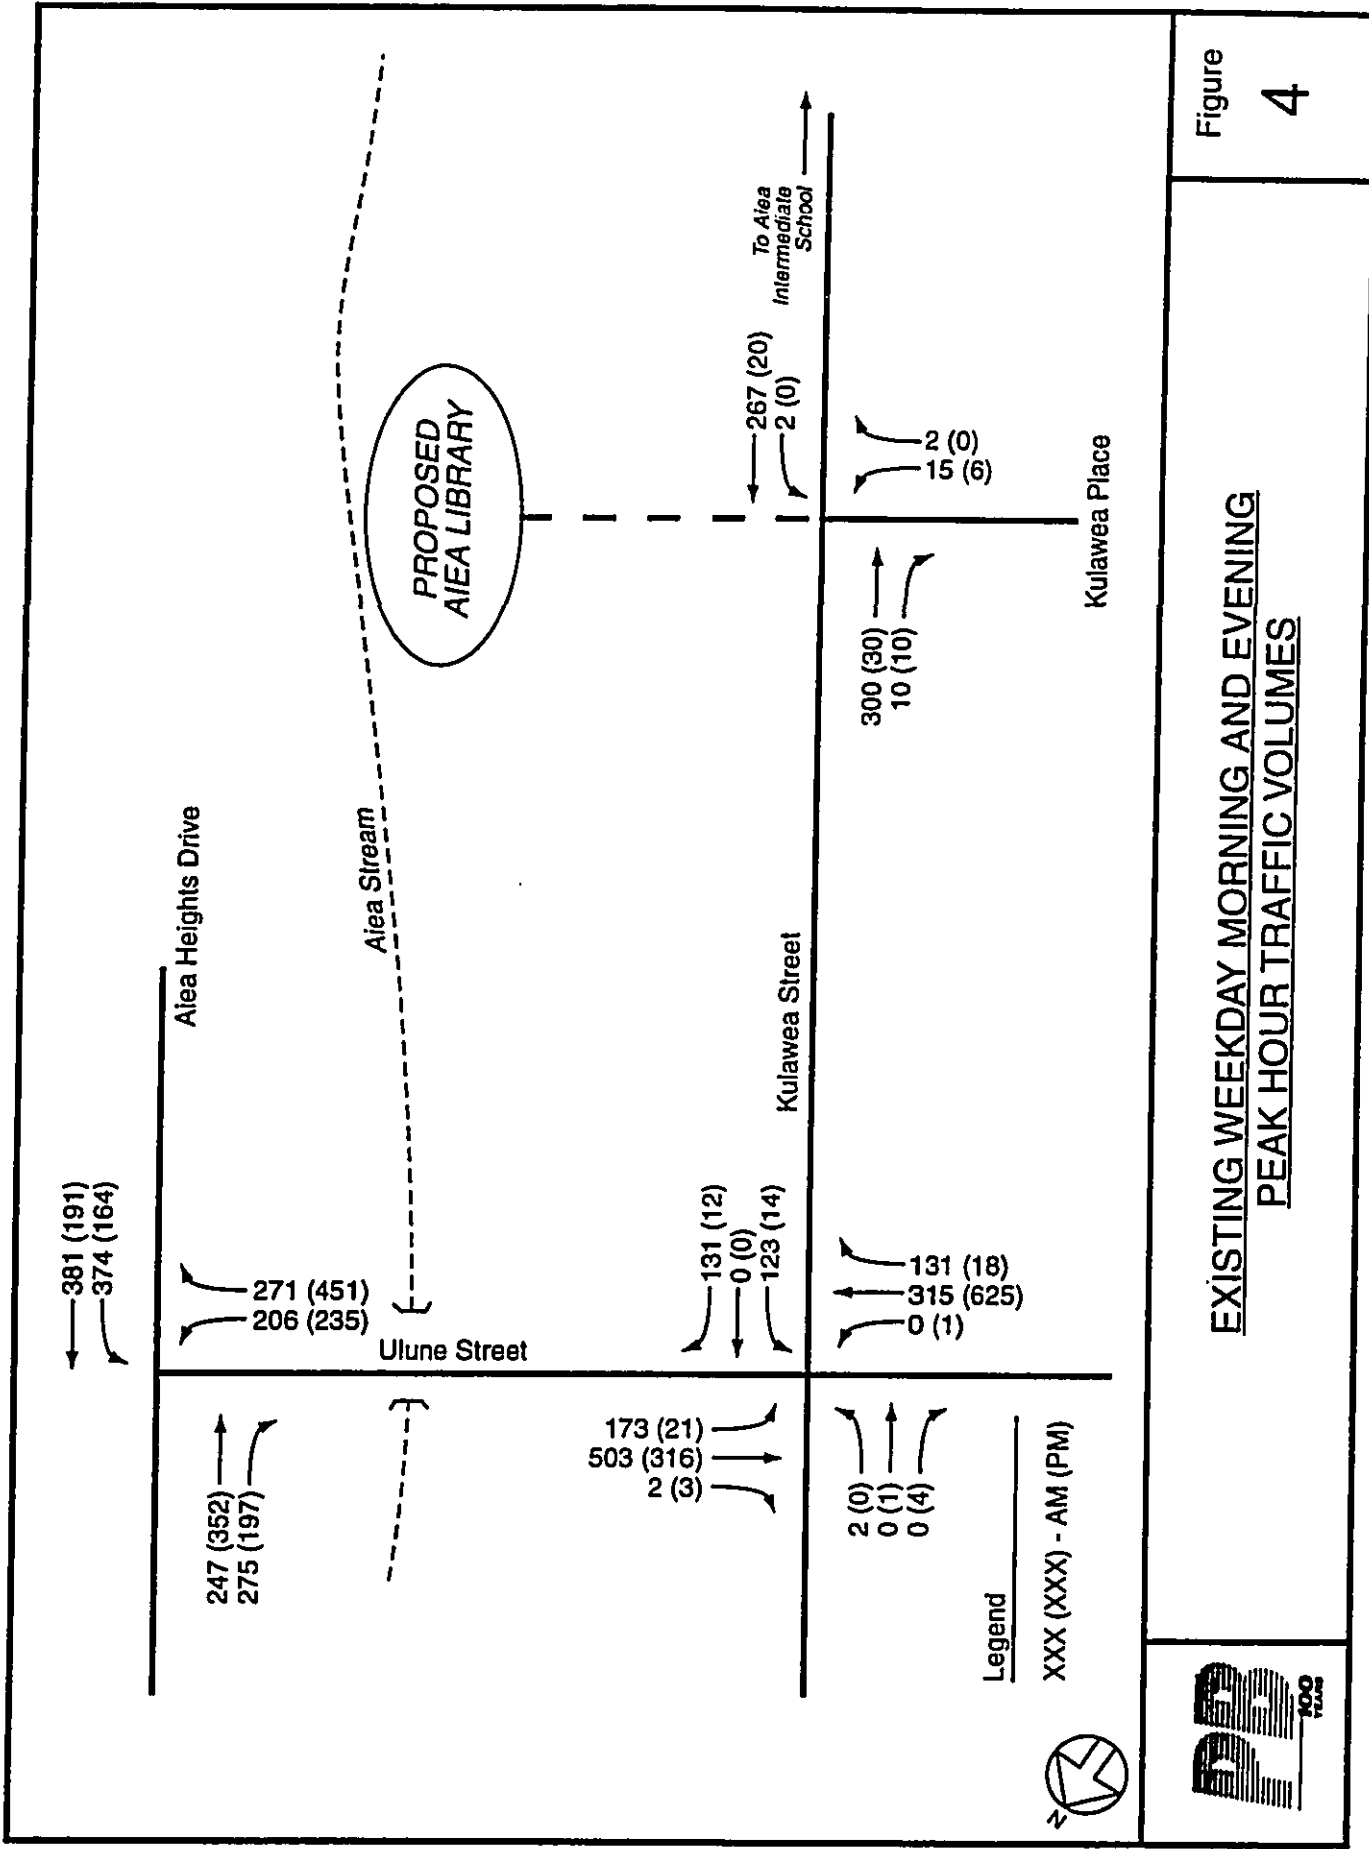 381 (191)
374 (164)
Aiea Heights Drive
271 (451)
206 (235)
247 (352)
275 (197)
Aiea Stream
Ulune Street
PROPOSED
AIEA LIBRARY
To Aiea
Intermediate
School
267 (20)
2 (0)
131 (12)
0 (0)
123 (14)
Kulawea Street
173 (21)
503 (316)
2 (3)
131 (18)
315 (625)
0 (1)
2 (0)
0 (1)
0 (4)
300 (30)
10 (10)
2 (0)
15 (6)
Kulawea Place
Legend
XXX (XXX) - AM (PM)
N
PB
100
YEARS
EXISTING WEEKDAY MORNING AND EVENING
PEAK HOUR TRAFFIC VOLUMES
Figure
4